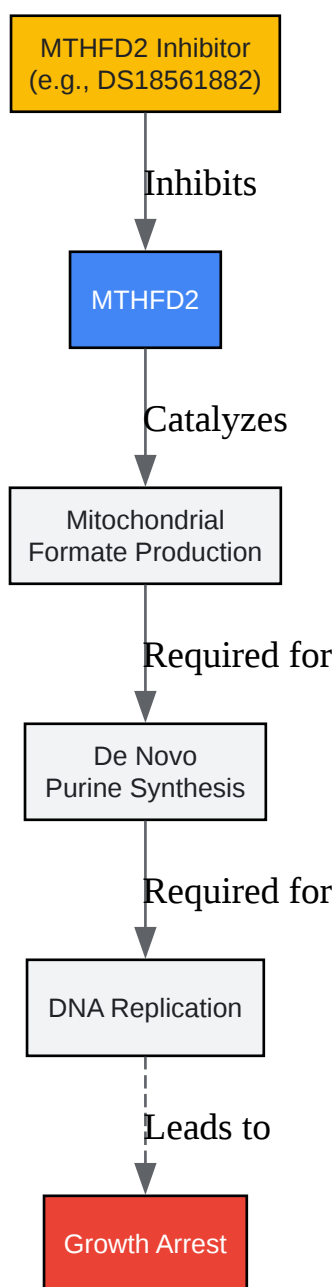 MTHFD2 Inhibitor
(e.g., DS18561882)
Inhibits
MTHFD2
Catalyzes
Mitochondrial
Formate Production
Required for
De Novo
Purine Synthesis
Required for
DNA Replication
Leads to
Growth Arrest